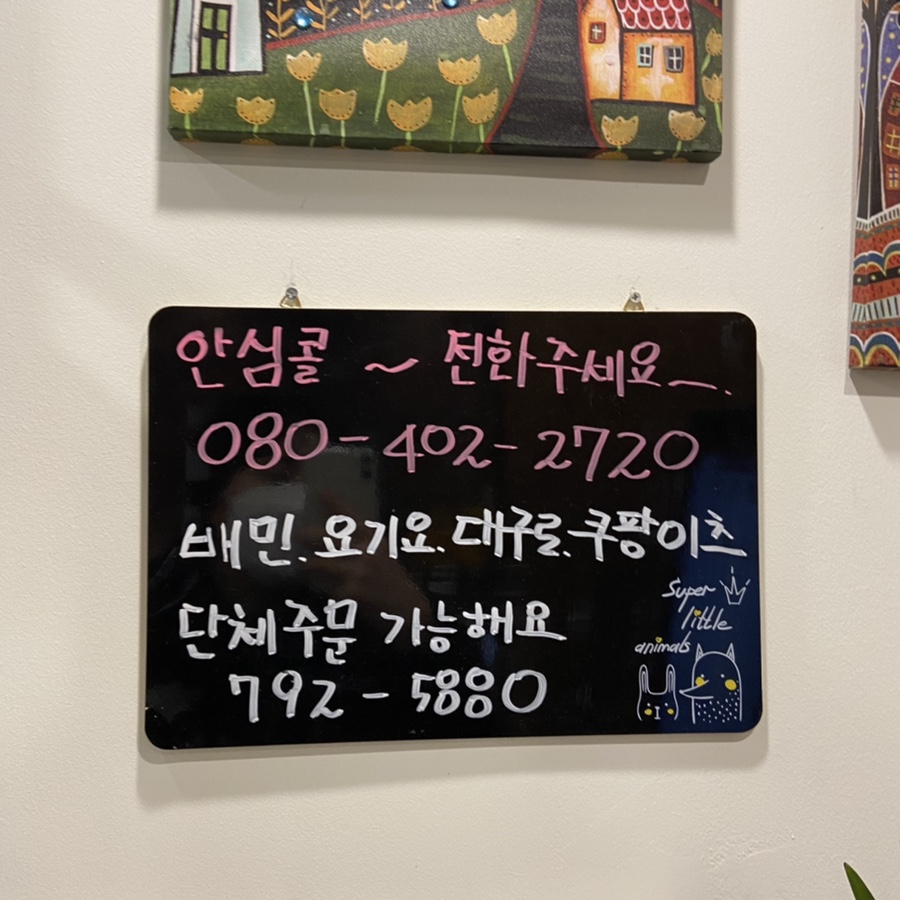 안심콜 ~ 전화주세요~.
080-402-2720
배민. 요기요. 대구로. 쿠팡이츠
단체주문 가능해요
792-5880
Super
little
animals